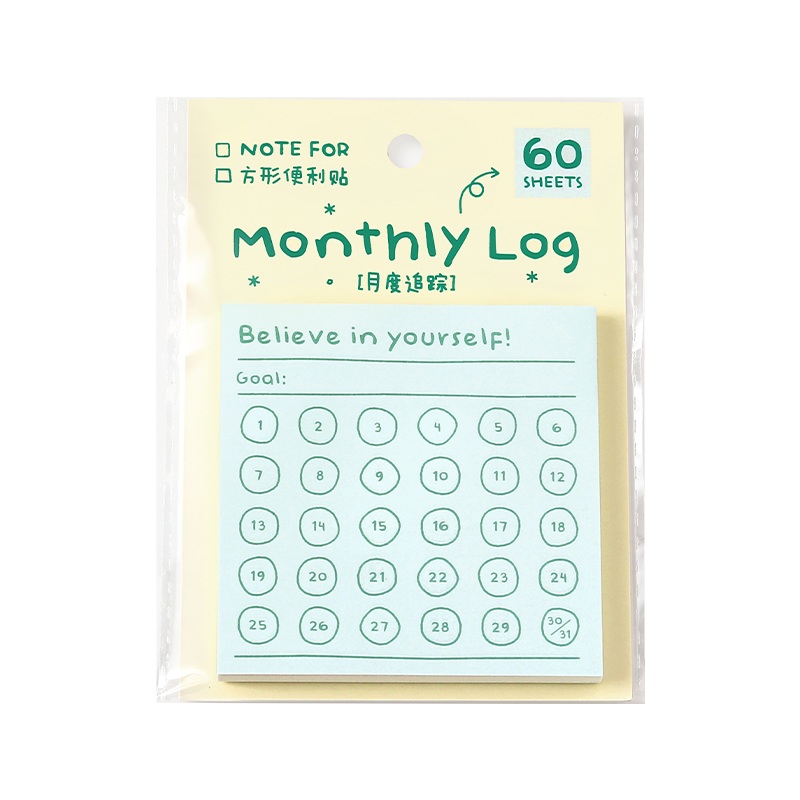 □ NOTE FOR
□ 方形便利贴
60
SHEETS
Monthly Log
[月度追踪]
Believe in yourself!
Goal:
1 2 3 4 5 6
7 8 9 10 11 12
13 14 15 16 17 18
19 20 21 22 23 24
25 26 27 28 29 30/31